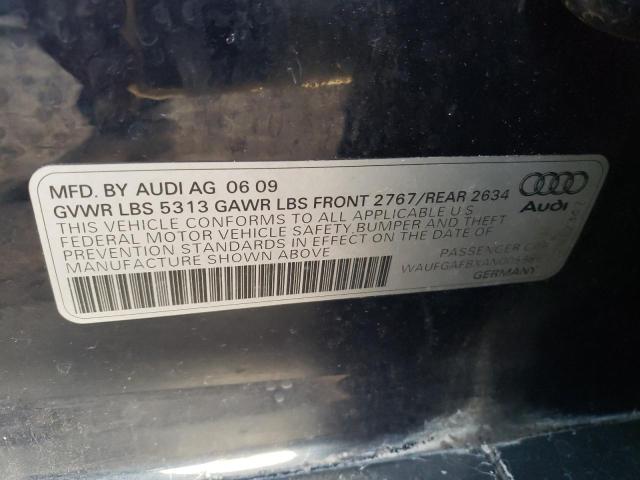 MFD. BY AUDI AG 06 09
GVWR LBS 5313 GAWR LBS FRONT 2767/REAR 2634
THIS VEHICLE CONFORMS TO ALL APPLICABLE U S
FEDERAL MOTOR VEHICLE SAFETY, BUMPER AND THEFT
PREVENTION STANDARDS IN EFFECT ON THE DATE OF
MANUFACTURE SHOWN ABOVE
Audi
PASSENGER CAR
GERMANY